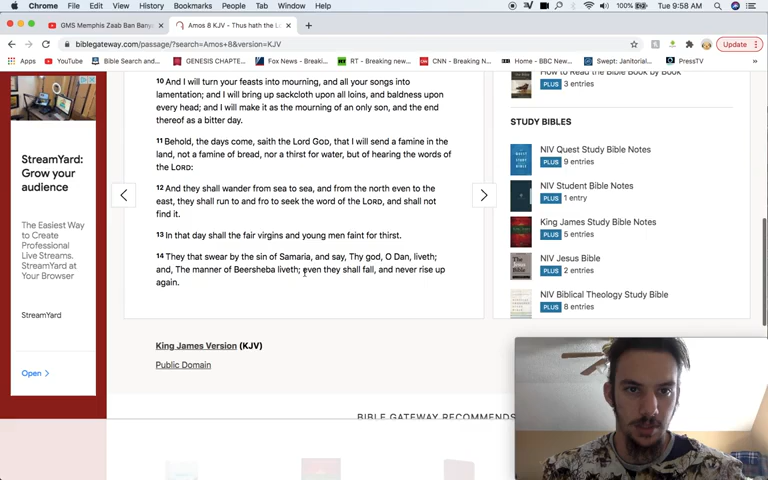 Chrome File Edit View History Bookmarks People Tab Window Help 100% Tue 9:58 AM
GMS Memphis Zaab Ban Bany
Amos 8 KJV - Thus hath the L
biblegateway.com/passage/?search=Amos+8&version=KJV
Update
Apps YouTube Bible Search and... GENESIS CHAPTE... Fox News - Breaki... RT - Breaking new... CNN - Breaking N... Home - BLK Sourc... Swept: Janitorial... PressTV
10 And I will turn your feasts into mourning, and all your songs into
lamentation; and I will bring up sackcloth upon all loins, and baldness upon
every head; and I will make it as the mourning of an only son, and the end
thereof as a bitter day.
11 Behold, the days come, saith the Lord God, that I will send a famine in the
land, not a famine of bread, nor a thirst for water, but of hearing the words of
the LORD:
12 And they shall wander from sea to sea, and from the north even to the
east, they shall run to and fro to seek the word of the LORD, and shall not
find it.
13 In that day shall the fair virgins and young men faint for thirst.
14 They that swear by the sin of Samaria, and say, Thy god, O Dan, liveth;
and, The manner of Beersheba liveth; even they shall fall, and never rise up
again.
King James Version (KJV)
Public Domain
BIBLE GATEWAY RECOMMENDS
StreamYard:
Grow your
audience
The Easiest Way
to Create
Professional
Live Streams.
StreamYard at
Your Browser
StreamYard
Open >
How to Read the Bible Book by Book
PLUS 3 entries
STUDY BIBLES
NIV Quest Study Bible Notes
PLUS 9 entries
NIV Student Bible Notes
PLUS 1 entry
King James Study Bible Notes
PLUS 5 entries
NIV Jesus Bible
PLUS 2 entries
NIV Biblical Theology Study Bible
PLUS 8 entries